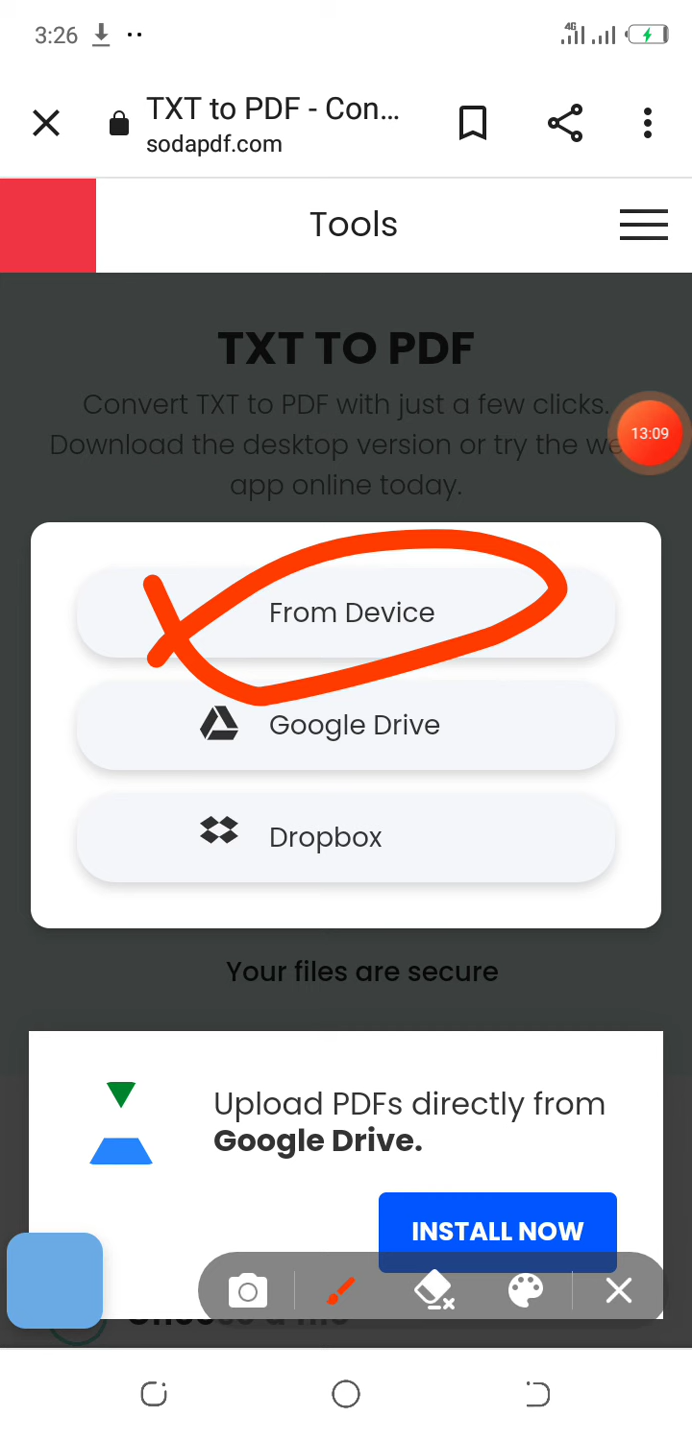 3:26
4G
TXT to PDF - Con...
sodapdf.com
Tools
TXT TO PDF
Convert TXT to PDF with just a few clicks.
Download the desktop version or try the we
app online today.
13:09
From Device
Google Drive
Dropbox
Your files are secure
Upload PDFs directly from
Google Drive.
INSTALL NOW